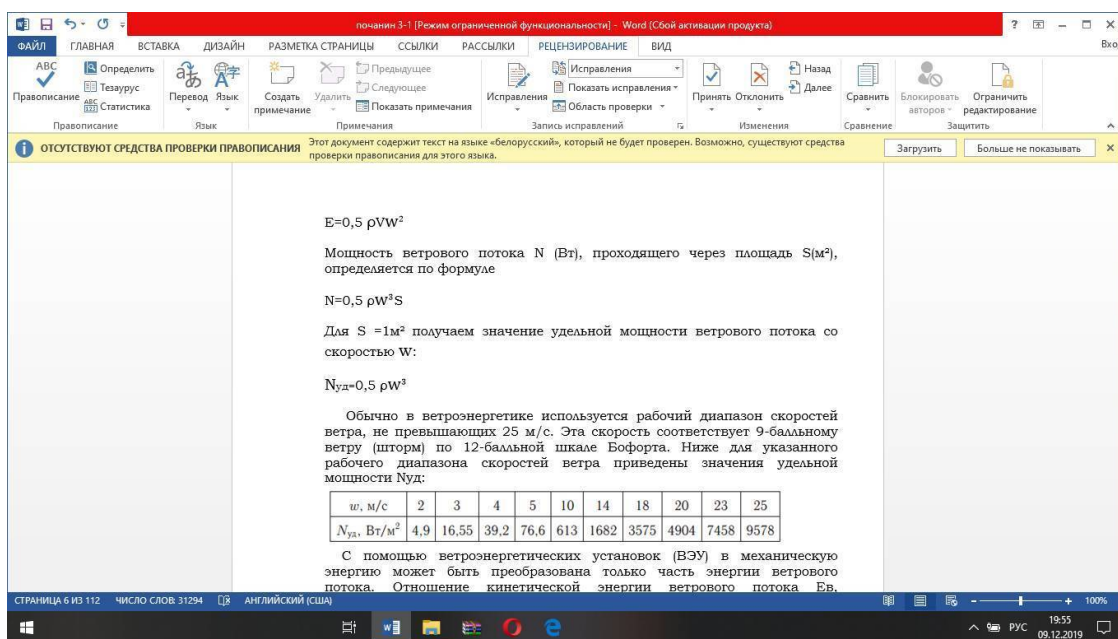 почанин 3-1 [Режим ограниченной функциональности] - Word (Сбой активации продукта)
ФАЙЛ ГЛАВНАЯ ВСТАВКА ДИЗАЙН РАЗМЕТКА СТРАНИЦЫ ССЫЛКИ РАССЫЛКИ РЕЦЕНЗИРОВАНИЕ ВИД Вхо
ABC Правописание
Определить
Тезаурус
ABC Статистика
Правописание
Перевод Язык
Язык
Создать примечание
Удалить
Предыдущее
Следующее
Показать примечания
Примечания
Исправления
Исправления
Показать исправления
Область проверки
Запись исправлений
Принять Отклонить
Назад
Далее
Изменения
Сравнить
Сравнение
Блокировать авторов
Ограничить редактирование
Защитить
ОТСУТСТВУЮТ СРЕДСТВА ПРОВЕРКИ ПРАВОПИСАНИЯ Этот документ содержит текст на языке «белорусский», который не будет проверен. Возможно, существуют средства
проверки правописания для этого языка.
Загрузить Больше не показывать
E=0,5 ρVW²
Мощность ветрового потока N (Вт), проходящего через площадь S(м²),
определяется по формуле
N=0,5 ρW³S
Для S =1м² получаем значение удельной мощности ветрового потока со
скоростью W:
Nуд=0,5 ρW³
Обычно в ветроэнергетике используется рабочий диапазон скоростей
ветра, не превышающих 25 м/с. Эта скорость соответствует 9-балльному
ветру (шторм) по 12-балльной шкале Бофорта. Ниже для указанного
рабочего диапазона скоростей ветра приведены значения удельной
мощности Nуд:
w, м/с 2 3 4 5 10 14 18 20 23 25
Nуд, Вт/м² 4,9 16,55 39,2 76,6 613 1682 3575 4904 7458 9578
С помощью ветроэнергетических установок (ВЭУ) в механическую
энергию может быть преобразована только часть энергии ветрового
потока. Отношение кинетической энергии ветрового потока Ев,
СТРАНИЦА 6 ИЗ 112 ЧИСЛО СЛОВ: 31294 АНГЛИЙСКИЙ (США) 100%
РУС 19:55
09.12.2019